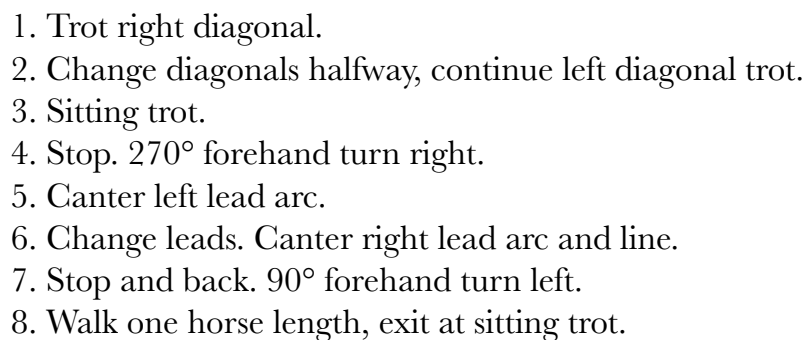 1. Trot right diagonal.
2. Change diagonals halfway, continue left diagonal trot.
3. Sitting trot.
4. Stop. 270° forehand turn right.
5. Canter left lead arc.
6. Change leads. Canter right lead arc and line.
7. Stop and back. 90° forehand turn left.
8. Walk one horse length, exit at sitting trot.